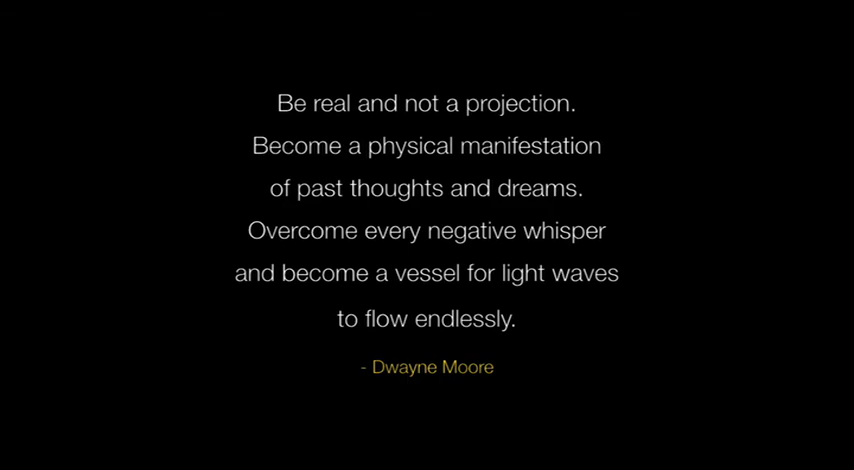 Be real and not a projection.
Become a physical manifestation
of past thoughts and dreams.
Overcome every negative whisper
and become a vessel for light waves
to flow endlessly.
- Dwayne Moore